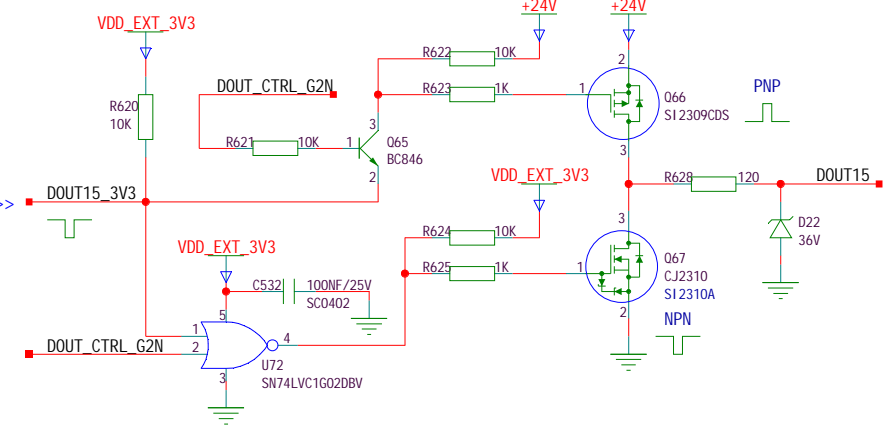 +24V
+24V
VDD_EXT_3V3
R622
10K
2
DOUT_CTRL_G2N
R623
1K
1
PNP
R620
10K
Q66
SI2309CDS
3
R621
10K
1
Q65
BC846
2
3
VDD_EXT_3V3
R628
120
DOUT15
>>
DOUT15_3V3
3
D22
36V
R624
10K
VDD_EXT_3V3
Q67
CJ2310
SI2310A
R625
1K
1
C532
100NF/25V
SC0402
2
NPN
5
1
4
DOUT_CTRL_G2N
2
U72
SN74LVC1G02DBV
3